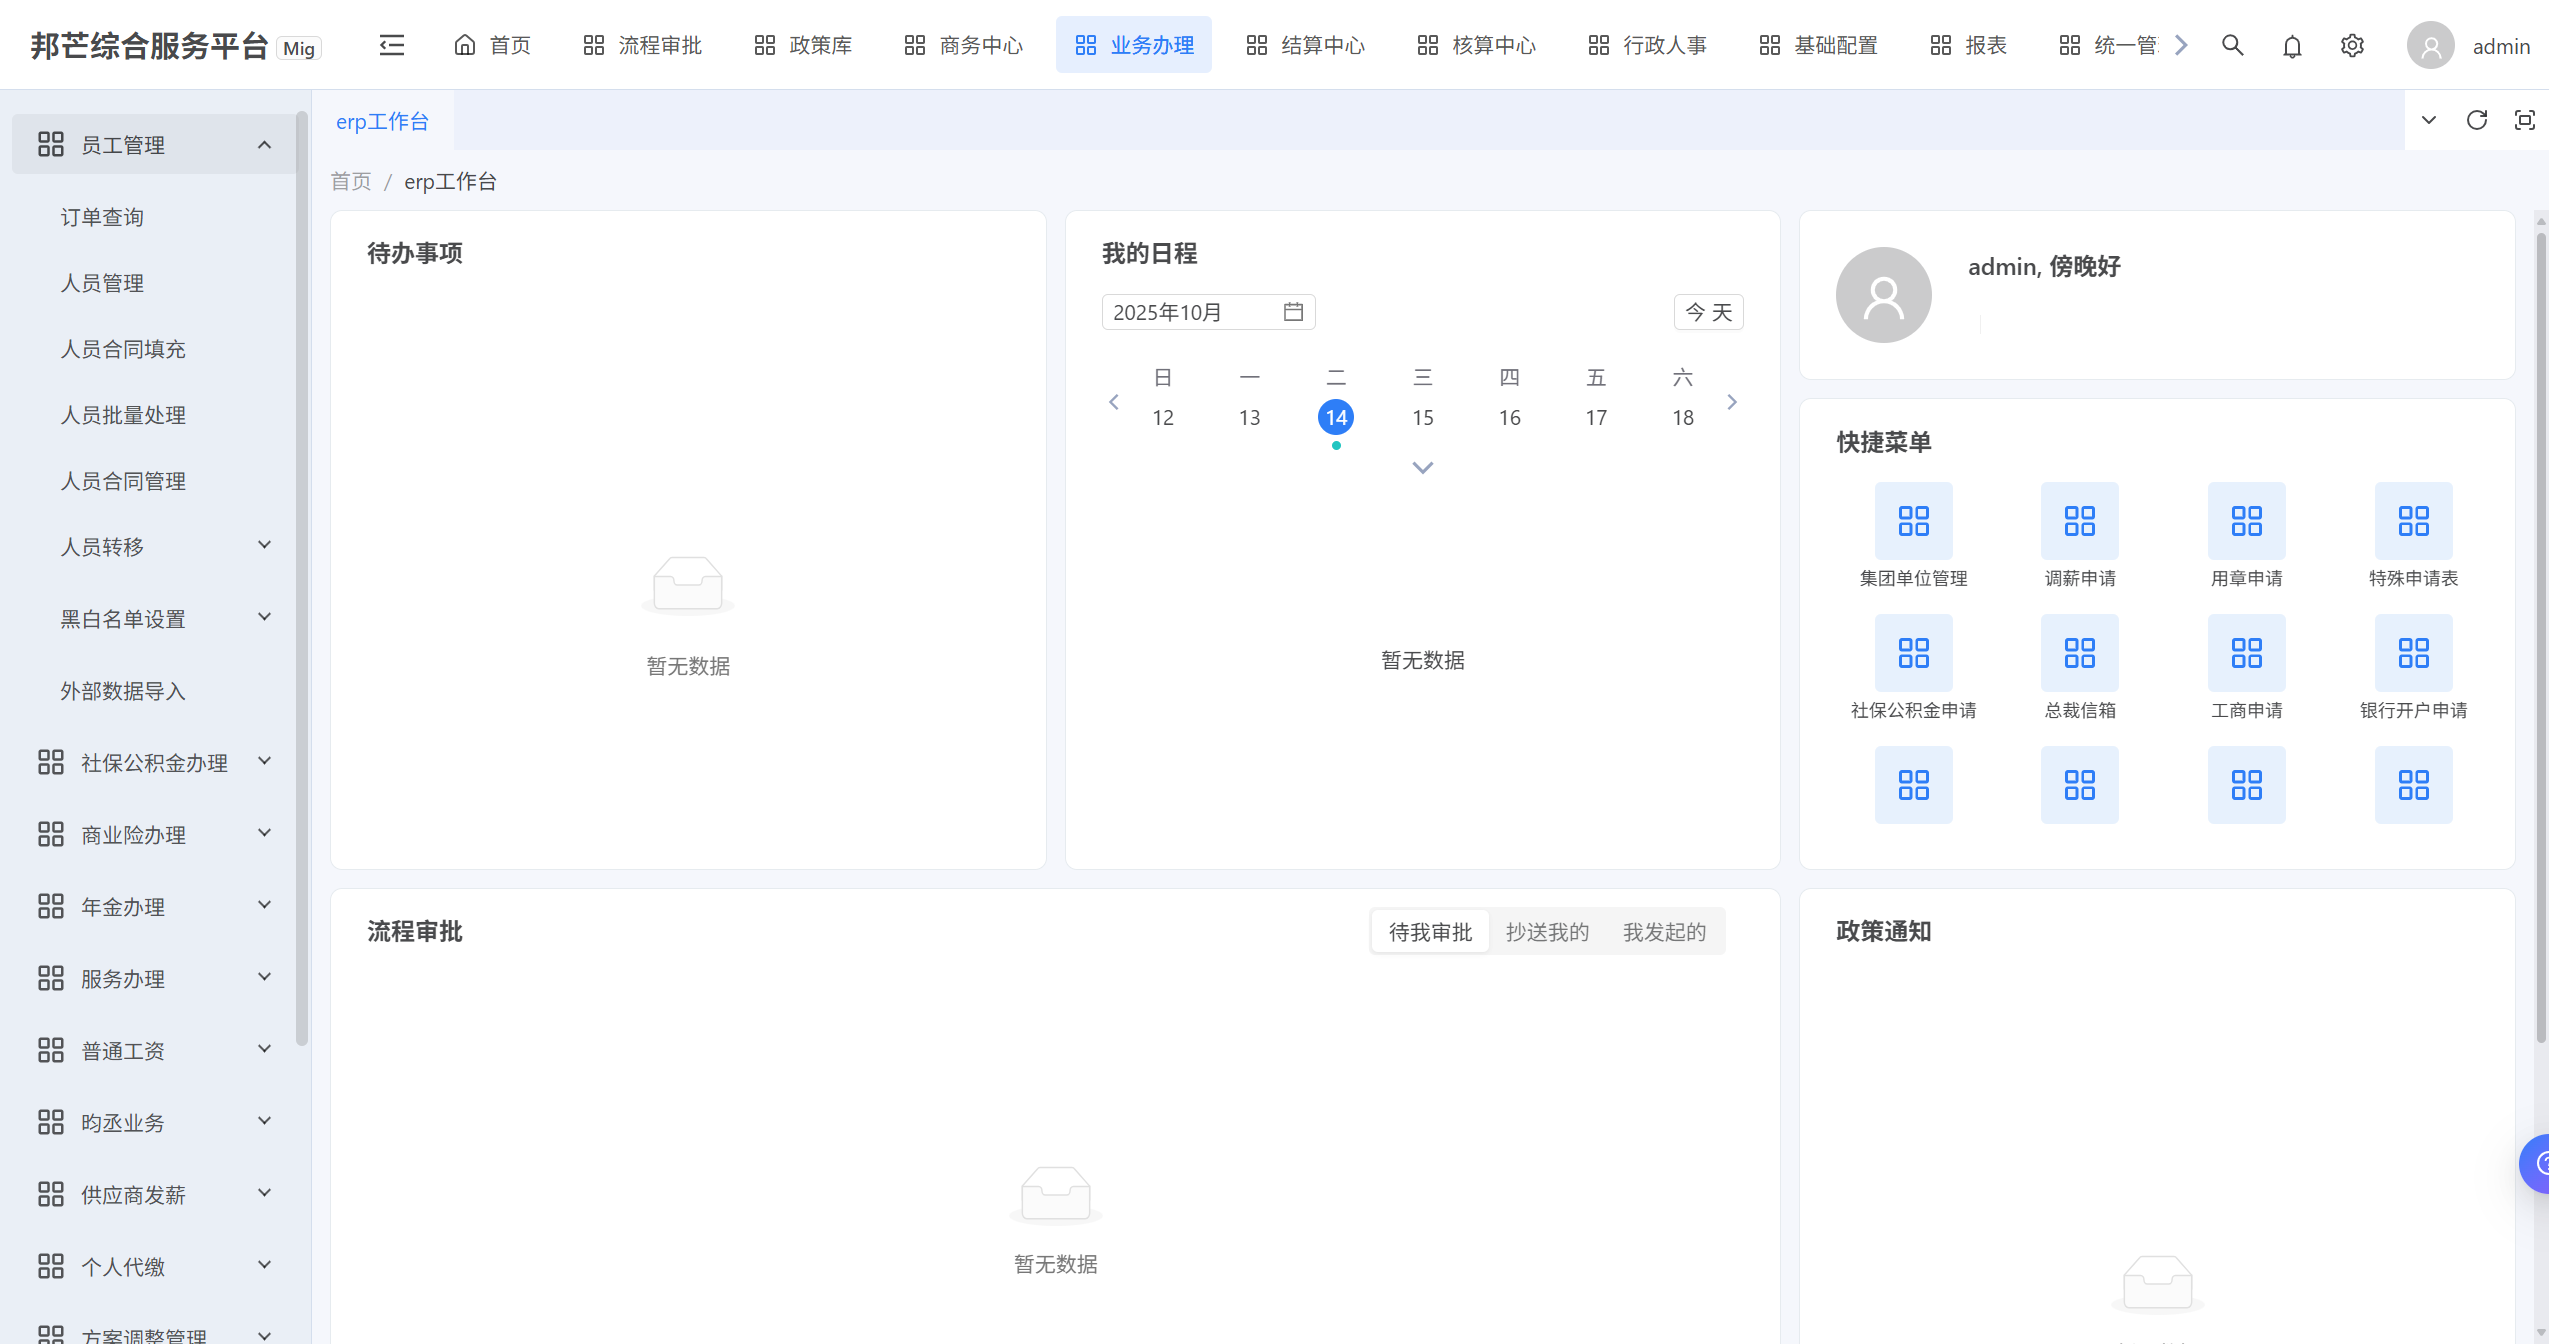 邦芒综合服务平台 Mig
首页 流程审批 政策库 商务中心 业务办理 结算中心 核算中心 行政人事 基础配置 报表 统一管
admin
员工管理
订单查询
人员管理
人员合同填充
人员批量处理
人员合同管理
人员转移
黑白名单设置
外部数据导入
社保公积金办理
商业险办理
年金办理
服务办理
普通工资
昀丞业务
供应商发薪
个人代缴
方案调整管理
erp工作台
首页 / erp工作台
待办事项
暂无数据
我的日程
2025年10月 今天
日 一 二 三 四 五 六
12 13 14 15 16 17 18
暂无数据
admin, 傍晚好
快捷菜单
集团单位管理 调薪申请 用章申请 特殊申请表
社保公积金申请 总裁信箱 工商申请 银行开户申请
流程审批
待我审批 抄送我的 我发起的
暂无数据
政策通知